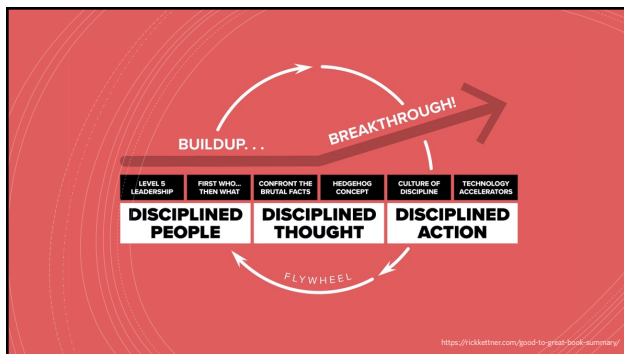 BUILDUP. . .
BREAKTHROUGH!
LEVEL 5
LEADERSHIP
FIRST WHO...
THEN WHAT
CONFRONT THE
BRUTAL FACTS
HEDGEHOG
CONCEPT
CULTURE OF
DISCIPLINE
TECHNOLOGY
ACCELERATORS
DISCIPLINED
PEOPLE
DISCIPLINED
THOUGHT
DISCIPLINED
ACTION
FLYWHEEL
https://rickkettner.com/good-to-great-book-summary/